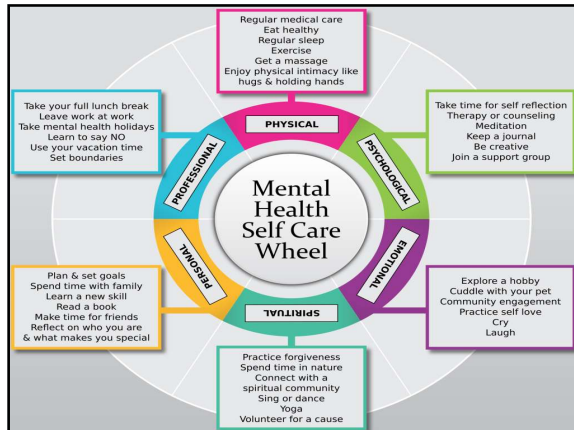 Regular medical care
Eat healthy
Regular sleep
Exercise
Get a massage
Enjoy physical intimacy like
hugs & holding hands
PHYSICAL
Take time for self reflection
Therapy or counseling
Meditation
Keep a journal
Be creative
Join a support group
PSYCHOLOGICAL
Explore a hobby
Cuddle with your pet
Community engagement
Practice self love
Cry
Laugh
EMOTIONAL
Practice forgiveness
Spend time in nature
Connect with a
spiritual community
Sing or dance
Yoga
Volunteer for a cause
SPIRITUAL
Plan & set goals
Spend time with family
Learn a new skill
Read a book
Make time for friends
Reflect on who you are
& what makes you special
PERSONAL
Take your full lunch break
Leave work at work
Take mental health holidays
Learn to say NO
Use your vacation time
Set boundaries
PROFESSIONAL
Mental
Health
Self Care
Wheel